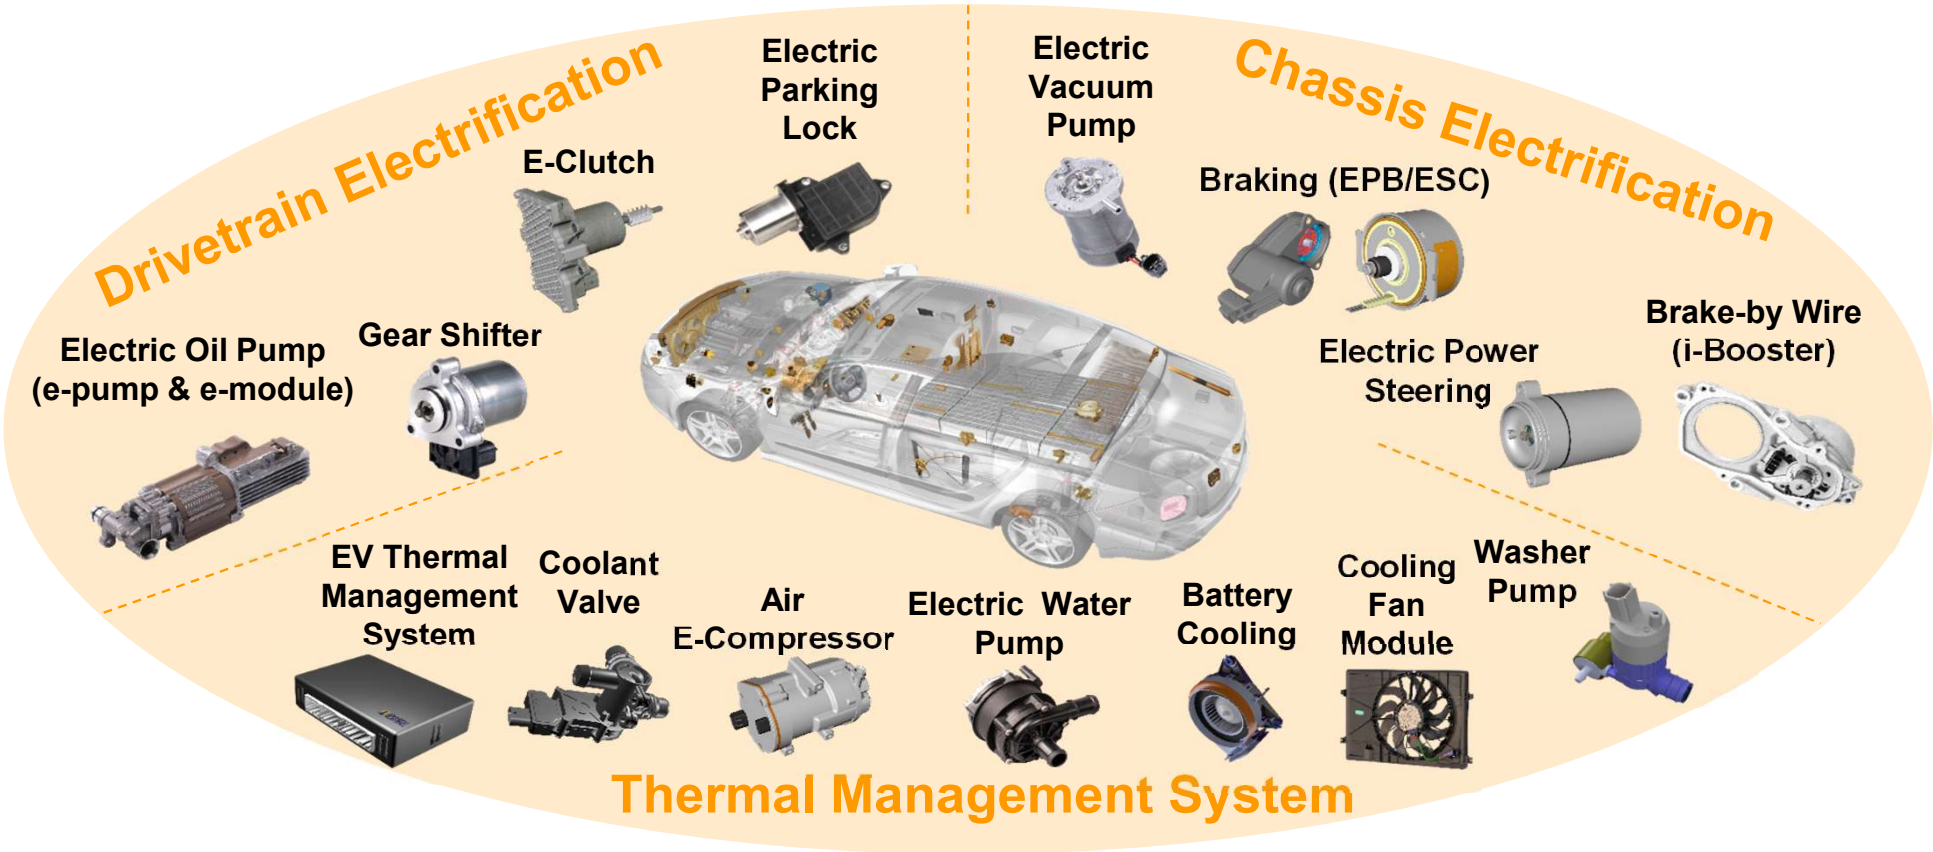 Drivetrain Electrification
Electric
Parking
Lock
E-Clutch
Gear Shifter
Electric Oil Pump
(e-pump & e-module)
Chassis Electrification
Electric
Vacuum
Pump
Braking (EPB/ESC)
Electric Power
Steering
Brake-by Wire
(i-Booster)
EV Thermal
Management
System
Coolant
Valve
Air
E-Compressor
Electric Water
Pump
Battery
Cooling
Cooling
Fan
Module
Washer
Pump
Thermal Management System